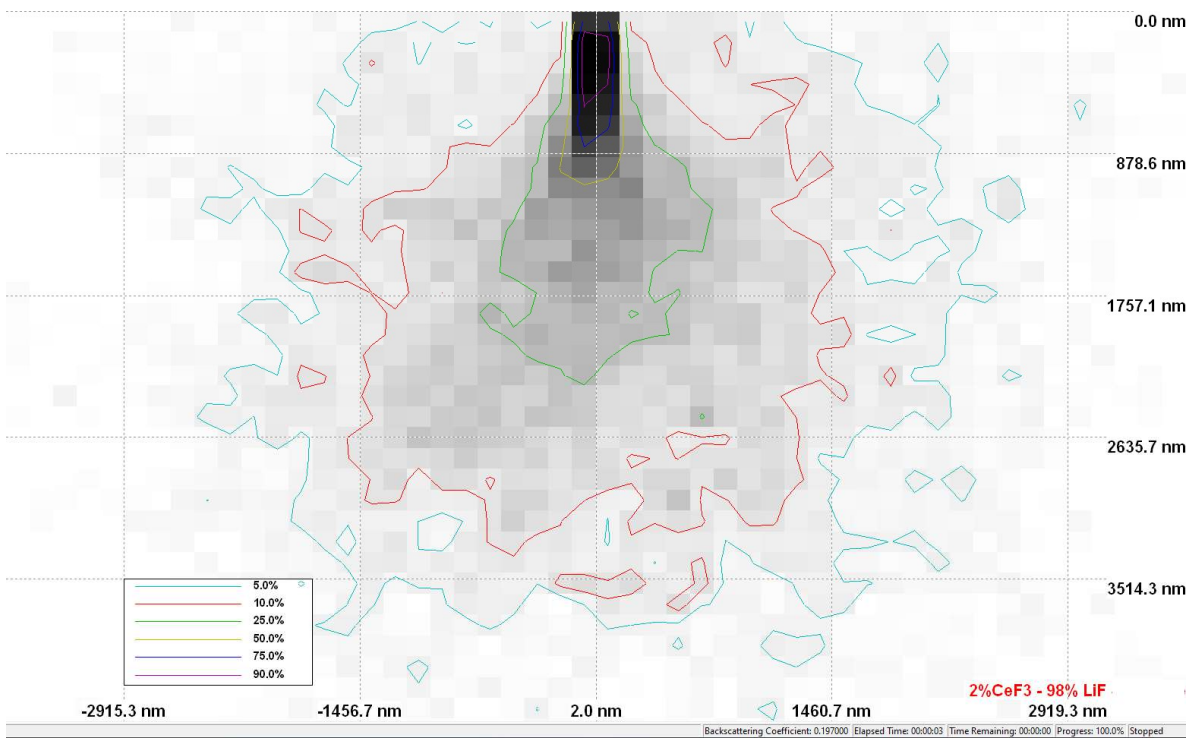 0.0 nm
878.6 nm
1757.1 nm
2635.7 nm
3514.3 nm
5.0%
10.0%
25.0%
50.0%
75.0%
90.0%
2%CeF3 - 98% LiF
-2915.3 nm -1456.7 nm 2.0 nm 1460.7 nm 2919.3 nm
Backscattering Coefficient: 0.197000 Elapsed Time: 00:00:03 Time Remaining: 00:00:00 Progress: 100.0% Stopped